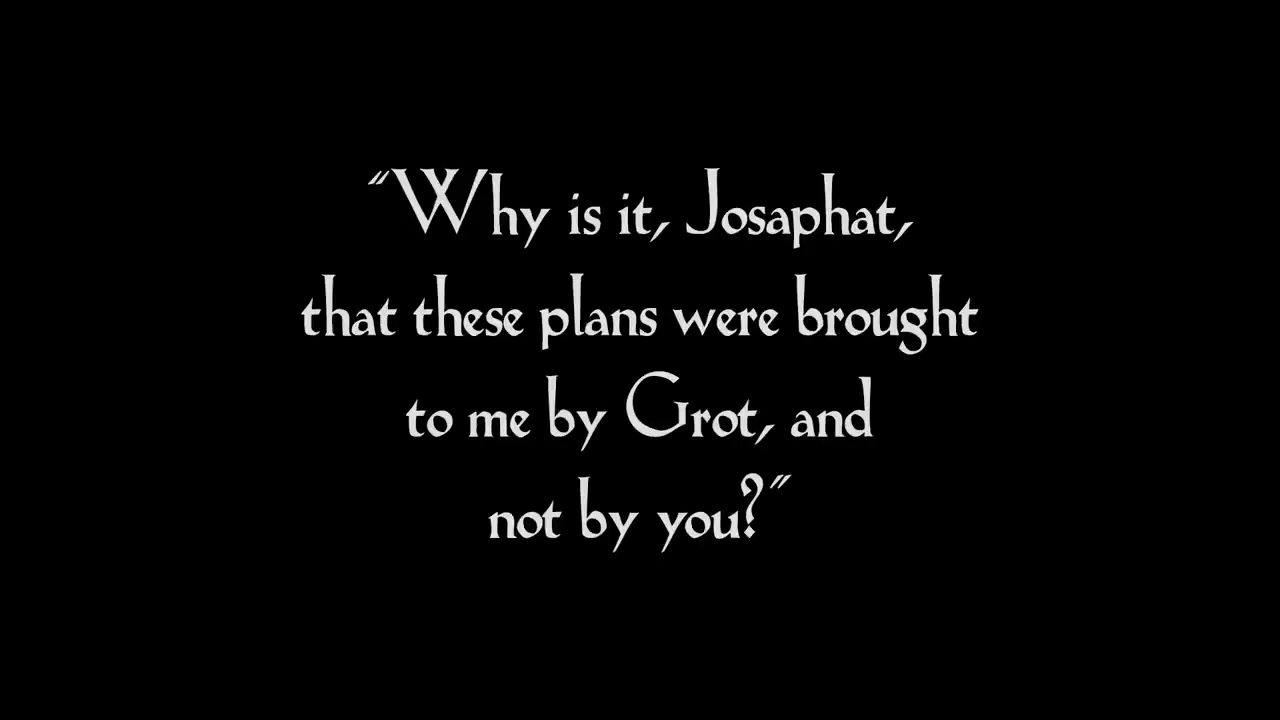 “Why is it, Josaphat,
that these plans were brought
to me by Grot, and
not by you?”